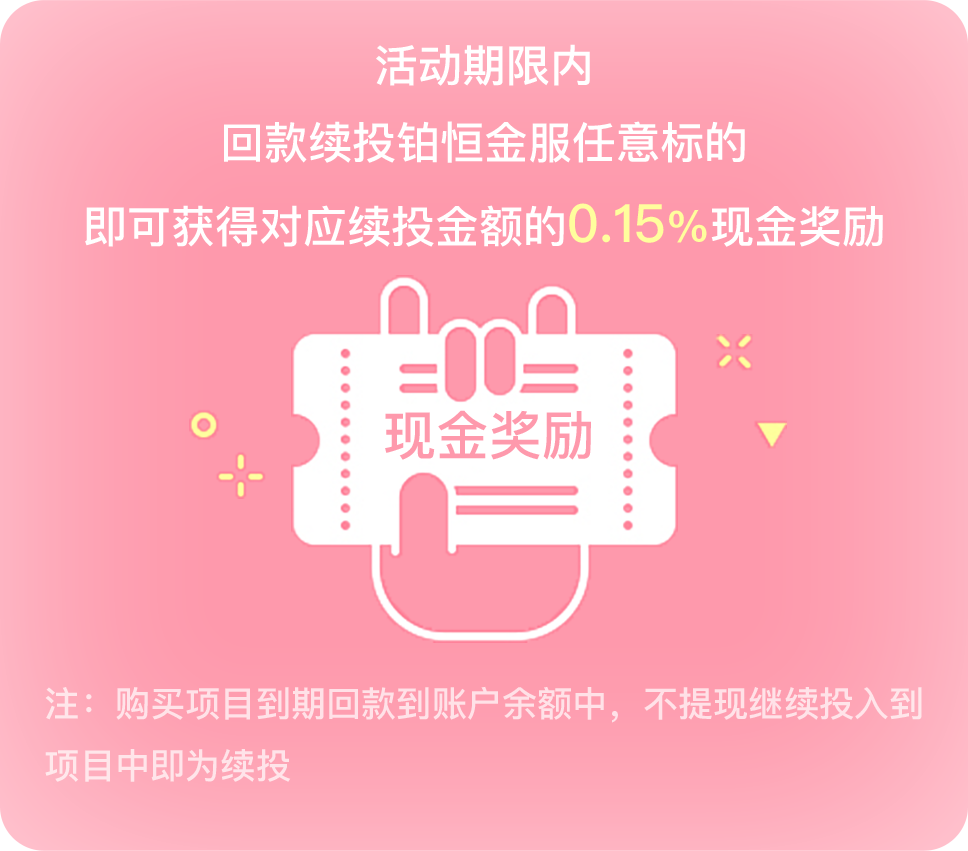 活动期限内
回款续投铂恒金服任意标的
即可获得对应续投金额的0.15%现金奖励
现金奖励
注：购买项目到期回款到账户余额中，不提现继续投入到
项目中即为续投